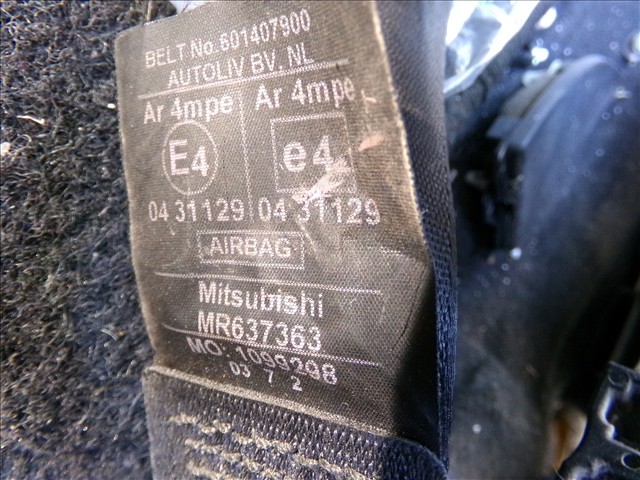 BELT No. 601407900
AUTOLIV BV. NL
Ar 4mpe Ar 4mpe
E4 e4
04 31129 04 31129
AIRBAG
Mitsubishi
MR637363
MO: 1099298
03 7 2